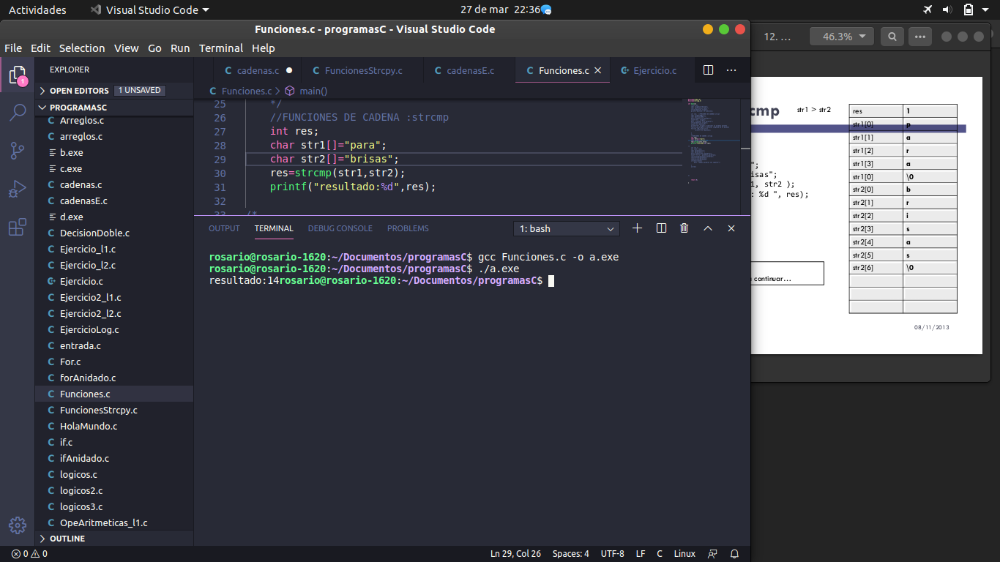 Actividades
Visual Studio Code
27 de mar 22:36
Funciones.c - programasC - Visual Studio Code
File Edit Selection View Go Run Terminal Help
1
EXPLORER
OPEN EDITORS
1 UNSAVED
PROGRAMASC
Arreglos.c
arreglos.c
b.exe
c.exe
cadenas.c
cadenasE.c
d.exe
DecisionDoble.c
Ejercicio_l1.c
Ejercicio_l2.c
Ejercicio.c
Ejercicio2_l1.c
Ejercicio2_l2.c
EjercicioLog.c
entrada.c
For.c
forAnidado.c
Funciones.c
FuncionesStrcpy.c
HolaMundo.c
if.c
ifAnidado.c
logicos.c
logicos2.c
logicos3.c
OpeAritmeticas_l1.c
OUTLINE
cadenas.c
FuncionesStrcpy.c
cadenasE.c
Funciones.c
Ejercicio.c
Funciones.c > main()
25 */
26 //FUNCIONES DE CADENA :strcmp
27 int res;
28 char str1[]="para";
29 char str2[]="brisas";
30 res=strcmp(str1,str2);
31 printf("resultado:%d",res);
32
33 /*
OUTPUT TERMINAL DEBUG CONSOLE PROBLEMS
1: bash
rosario@rosario-1620:~/Documentos/programasC$ gcc Funciones.c -o a.exe
rosario@rosario-1620:~/Documentos/programasC$ ./a.exe
resultado:14rosario@rosario-1620:~/Documentos/programasC$
0 0
Ln 29, Col 26 Spaces: 4 UTF-8 LF C Linux
12. ...
46.3%
cmp
str1 > str2
";
isas";
1, str2 );
: %d ", res);
continuar...
res 1
str1[0] p
str1[1] a
str1[2] r
str1[3] a
str1[0] \0
str2[0] b
str2[1] r
str2[2] i
str2[3] s
str2[4] a
str2[5] s
str2[6] \0
08/11/2013